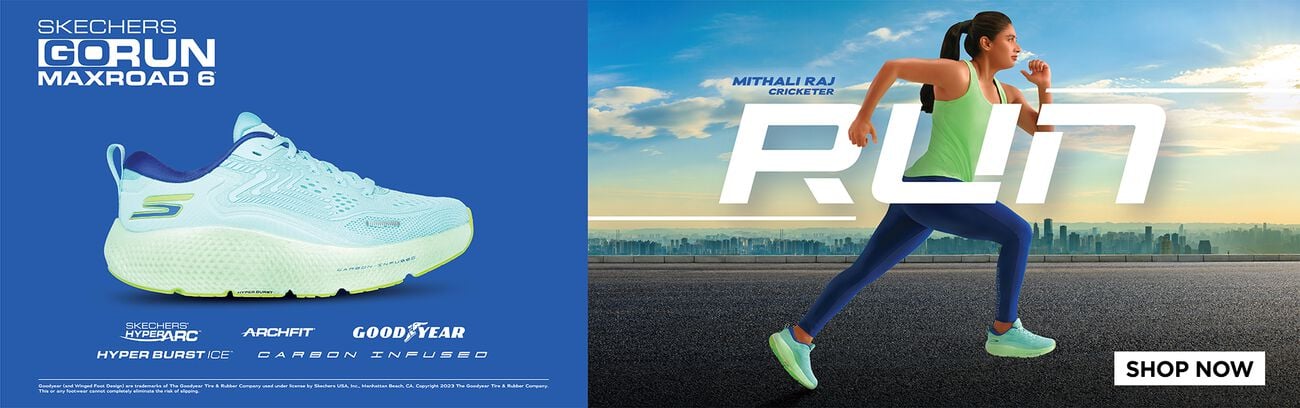 SKECHERS
GORUN
MAXROAD 6™
CARBON INFUSED
HYPER BURST
SKECHERS®
HYPERARC™
ARCHFIT®
GOODYEAR
HYPER BURST ICE™
CARBON INFUSED
Goodyear (and Winged Foot Design) are trademarks of The Goodyear Tire & Rubber Company used under license by Skechers USA, Inc., Manhattan Beach, CA. Copyright 2023 The Goodyear Tire & Rubber Company.
This or any footwear cannot completely eliminate the risk of slipping.
MITHALI RAJ
CRICKETER
RUN
SHOP NOW